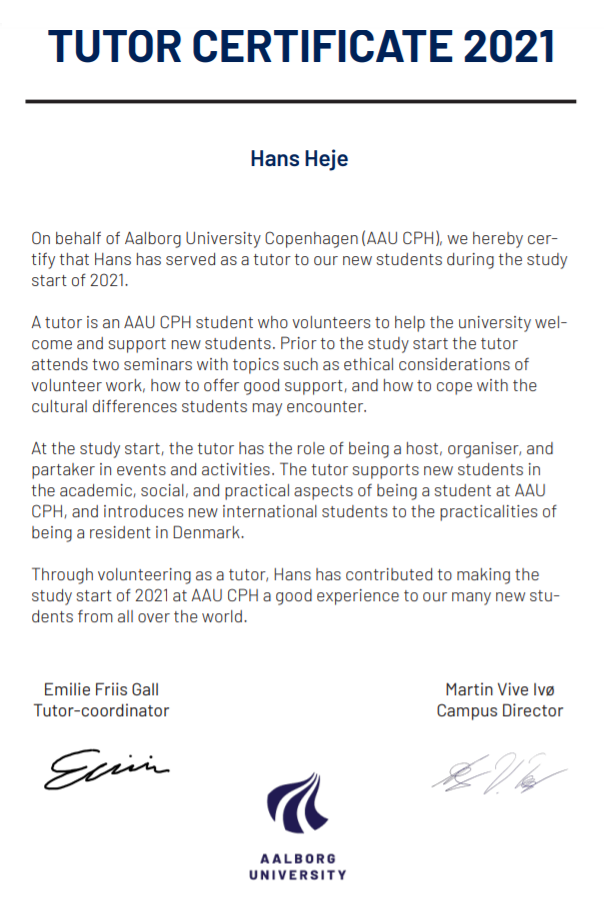 TUTOR CERTIFICATE 2021
Hans Heje
On behalf of Aalborg University Copenhagen (AAU CPH), we hereby cer-
tify that Hans has served as a tutor to our new students during the study
start of 2021.
A tutor is an AAU CPH student who volunteers to help the university wel-
come and support new students. Prior to the study start the tutor
attends two seminars with topics such as ethical considerations of
volunteer work, how to offer good support, and how to cope with the
cultural differences students may encounter.
At the study start, the tutor has the role of being a host, organiser, and
partaker in events and activities. The tutor supports new students in
the academic, social, and practical aspects of being a student at AAU
CPH, and introduces new international students to the practicalities of
being a resident in Denmark.
Through volunteering as a tutor, Hans has contributed to making the
study start of 2021 at AAU CPH a good experience to our many new stu-
dents from all over the world.
Emilie Friis Gall
Tutor-coordinator
Martin Vive Ivø
Campus Director
AALBORG
UNIVERSITY